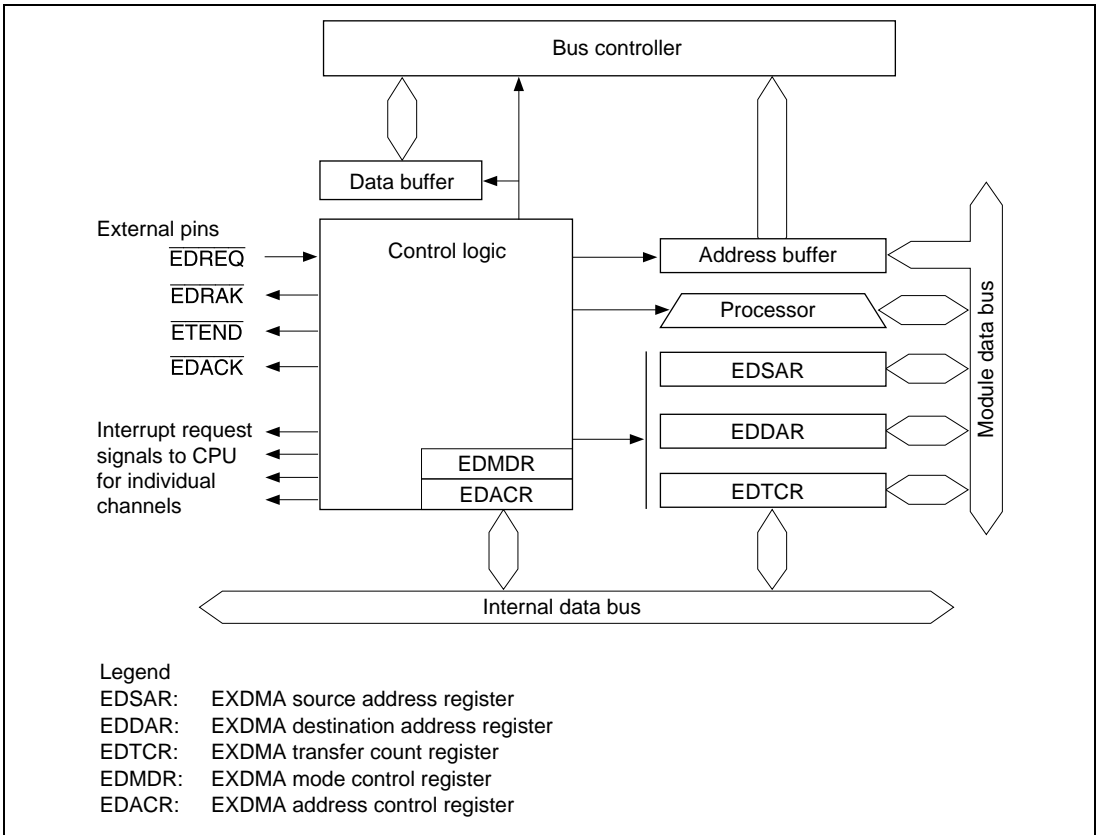 Bus controller
Data buffer
External pins
EDREQ
EDRAK
ETEND
EDACK
Control logic
Address buffer
Processor
EDSAR
EDDAR
EDTCR
Module data bus
Interrupt request
signals to CPU
for individual
channels
EDMDR
EDACR
Internal data bus
Legend
EDSAR: EXDMA source address register
EDDAR: EXDMA destination address register
EDTCR: EXDMA transfer count register
EDMDR: EXDMA mode control register
EDACR: EXDMA address control register